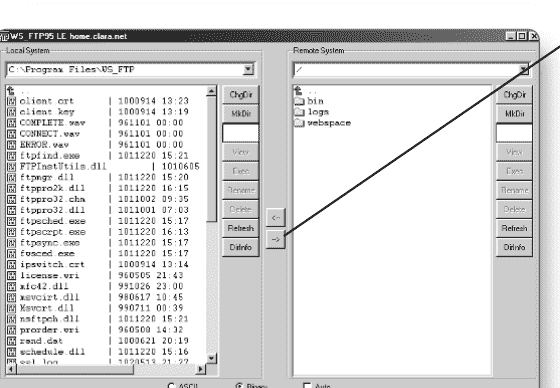 WS_FTP95 LE home.clara.net
Local System
C:\Program Files\WS_FTP
..
client.crt | 1000914 13:23
client.key | 1000914 13:19
COMPLETE.wav | 961101 00:00
CONNECT.wav | 961101 00:00
ERROR.wav | 961101 00:00
ftpfind.exe | 1011220 15:21
FTPInstUtils.dll | 1010605
ftpmgr.dll | 1011220 15:20
ftppro2k.dll | 1011220 16:15
ftppro32.chm | 1011002 09:35
ftppro32.dll | 1011001 07:03
ftpsched.exe | 1011220 15:17
ftpscrpt.exe | 1011220 16:13
ftpsync.exe | 1011220 15:17
fwsced.exe | 1011220 15:17
ipswitch.crt | 1000914 13:14
license.wri | 960505 21:43
mfc42.dll | 991026 23:00
msvcirt.dll | 980617 10:45
Msvcrt.dll | 990711 00:39
nsftpch.dll | 1011220 15:21
prorder.wri | 960508 14:32
rand.dat | 1000621 20:19
schedule.dll | 1011220 15:16
ssl.log | 1020513 21:27
ChgDir
MkDir
View
Exec
Rename
Delete
Refresh
DirInfo
<--
-->
Remote System
/
..
bin
logs
webspace
ChgDir
MkDir
View
Exec
Rename
Delete
Refresh
DirInfo
ASCII
Binary
Auto